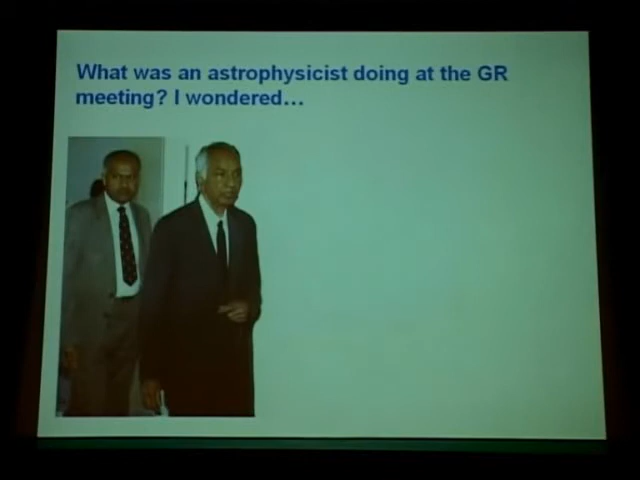 What was an astrophysicist doing at the GR
meeting? I wondered…